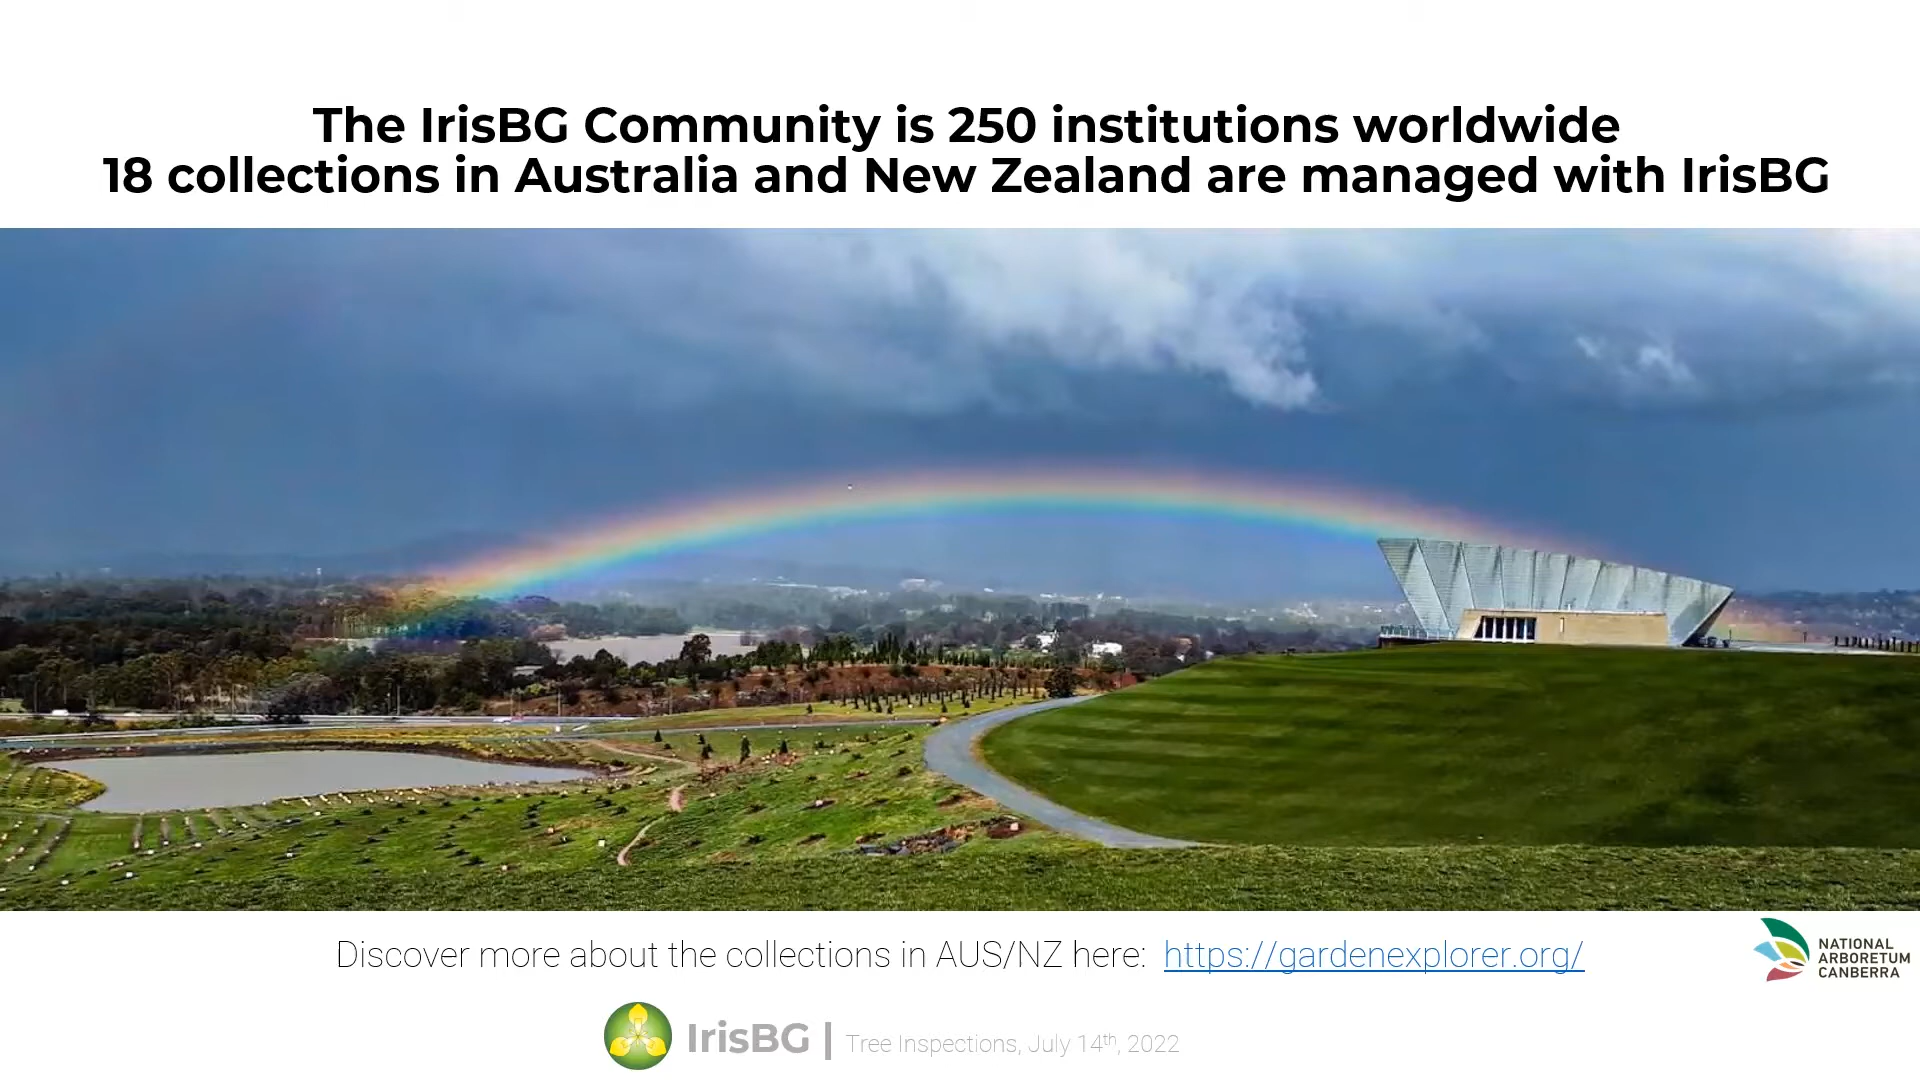 The IrisBG Community is 250 institutions worldwide
18 collections in Australia and New Zealand are managed with IrisBG
Discover more about the collections in AUS/NZ here: https://gardenexplorer.org/
NATIONAL
ARBORETUM
CANBERRA
IrisBG | Tree Inspections, July 14th, 2022